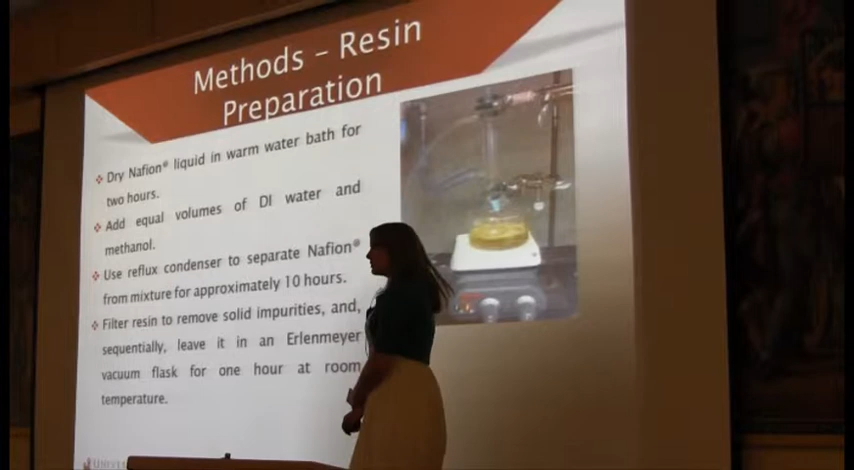 Methods – Resin
Preparation
Dry Nafion® liquid in warm water bath for
two hours.
Add equal volumes of DI water and
methanol.
Use reflux condenser to separate Nafion®
from mixture for approximately 10 hours.
Filter resin to remove solid impurities, and,
sequentially, leave it in an Erlenmeyer
vacuum flask for one hour at room
temperature.